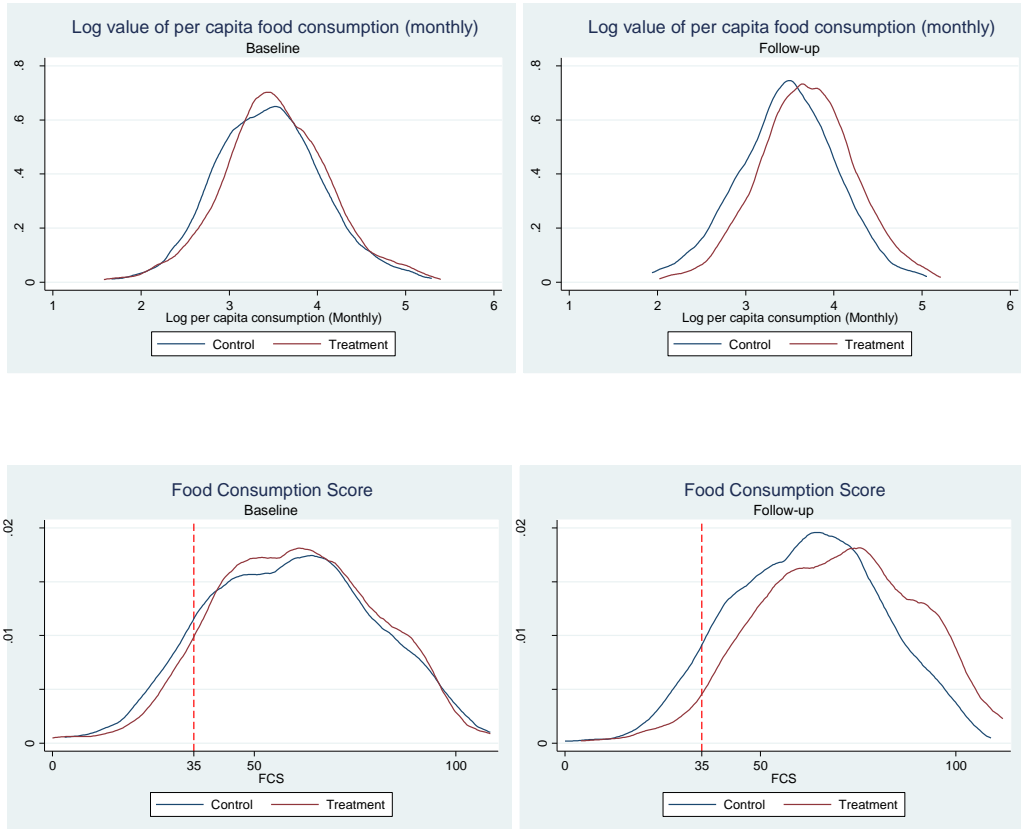 Log value of per capita food consumption (monthly)
Baseline
.8
.6
.4
.2
0
1 2 3 4 5 6
Log per capita consumption (Monthly)
Control Treatment
Log value of per capita food consumption (monthly)
Follow-up
.8
.6
.4
.2
0
1 2 3 4 5 6
Log per capita consumption (Monthly)
Control Treatment
Food Consumption Score
Baseline
.02
.01
0
0 35 50 100
FCS
Control Treatment
Food Consumption Score
Follow-up
.02
.01
0
0 35 50 100
FCS
Control Treatment